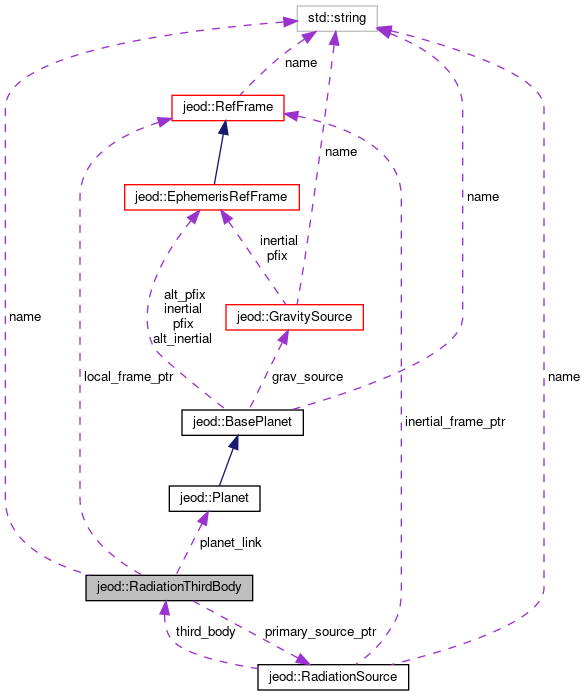 std::string
name
jeod::RefFrame
name
jeod::EphemerisRefFrame
name
inertial
pfix
alt_pfix
inertial
pfix
alt_inertial
jeod::GravitySource
name
local_frame_ptr
grav_source
name
jeod::BasePlanet
inertial_frame_ptr
jeod::Planet
planet_link
jeod::RadiationThirdBody
third_body
primary_source_ptr
jeod::RadiationSource